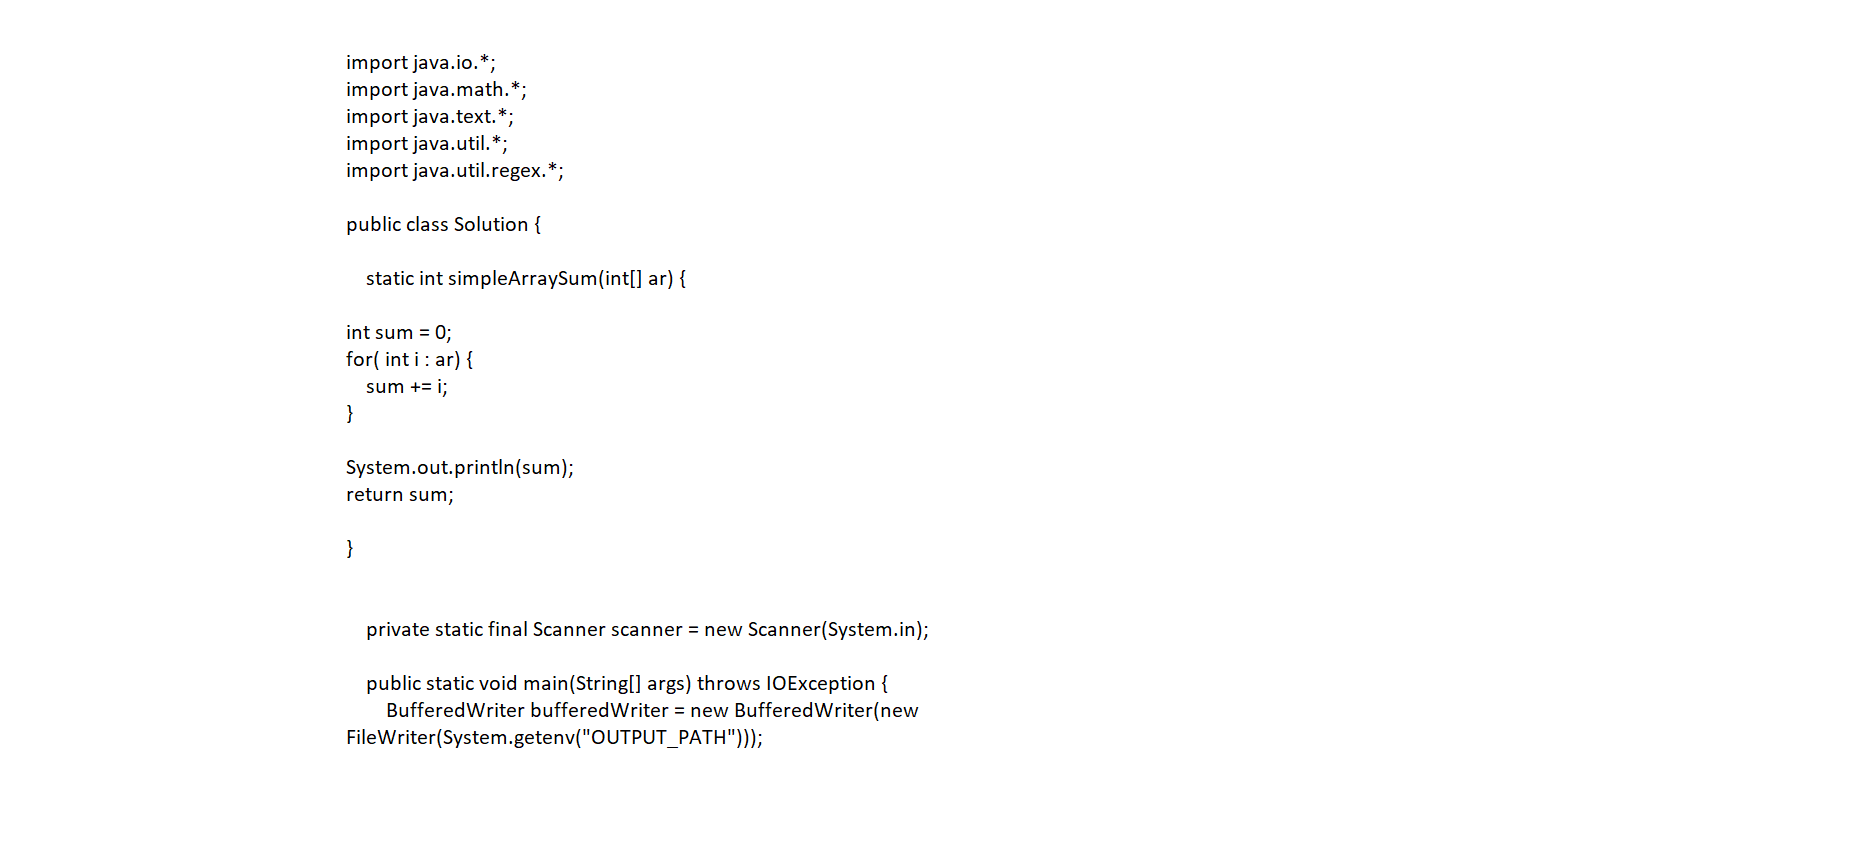 import java.io.*;
import java.math.*;
import java.text.*;
import java.util.*;
import java.util.regex.*;
public class Solution {
static int simpleArraySum(int[] ar) {
int sum = 0;
for( int i : ar) {
sum += i;
}
System.out.println(sum);
return sum;
}
private static final Scanner scanner = new Scanner(System.in);
public static void main(String[] args) throws IOException {
BufferedWriter bufferedWriter = new BufferedWriter(new
FileWriter(System.getenv("OUTPUT_PATH")));